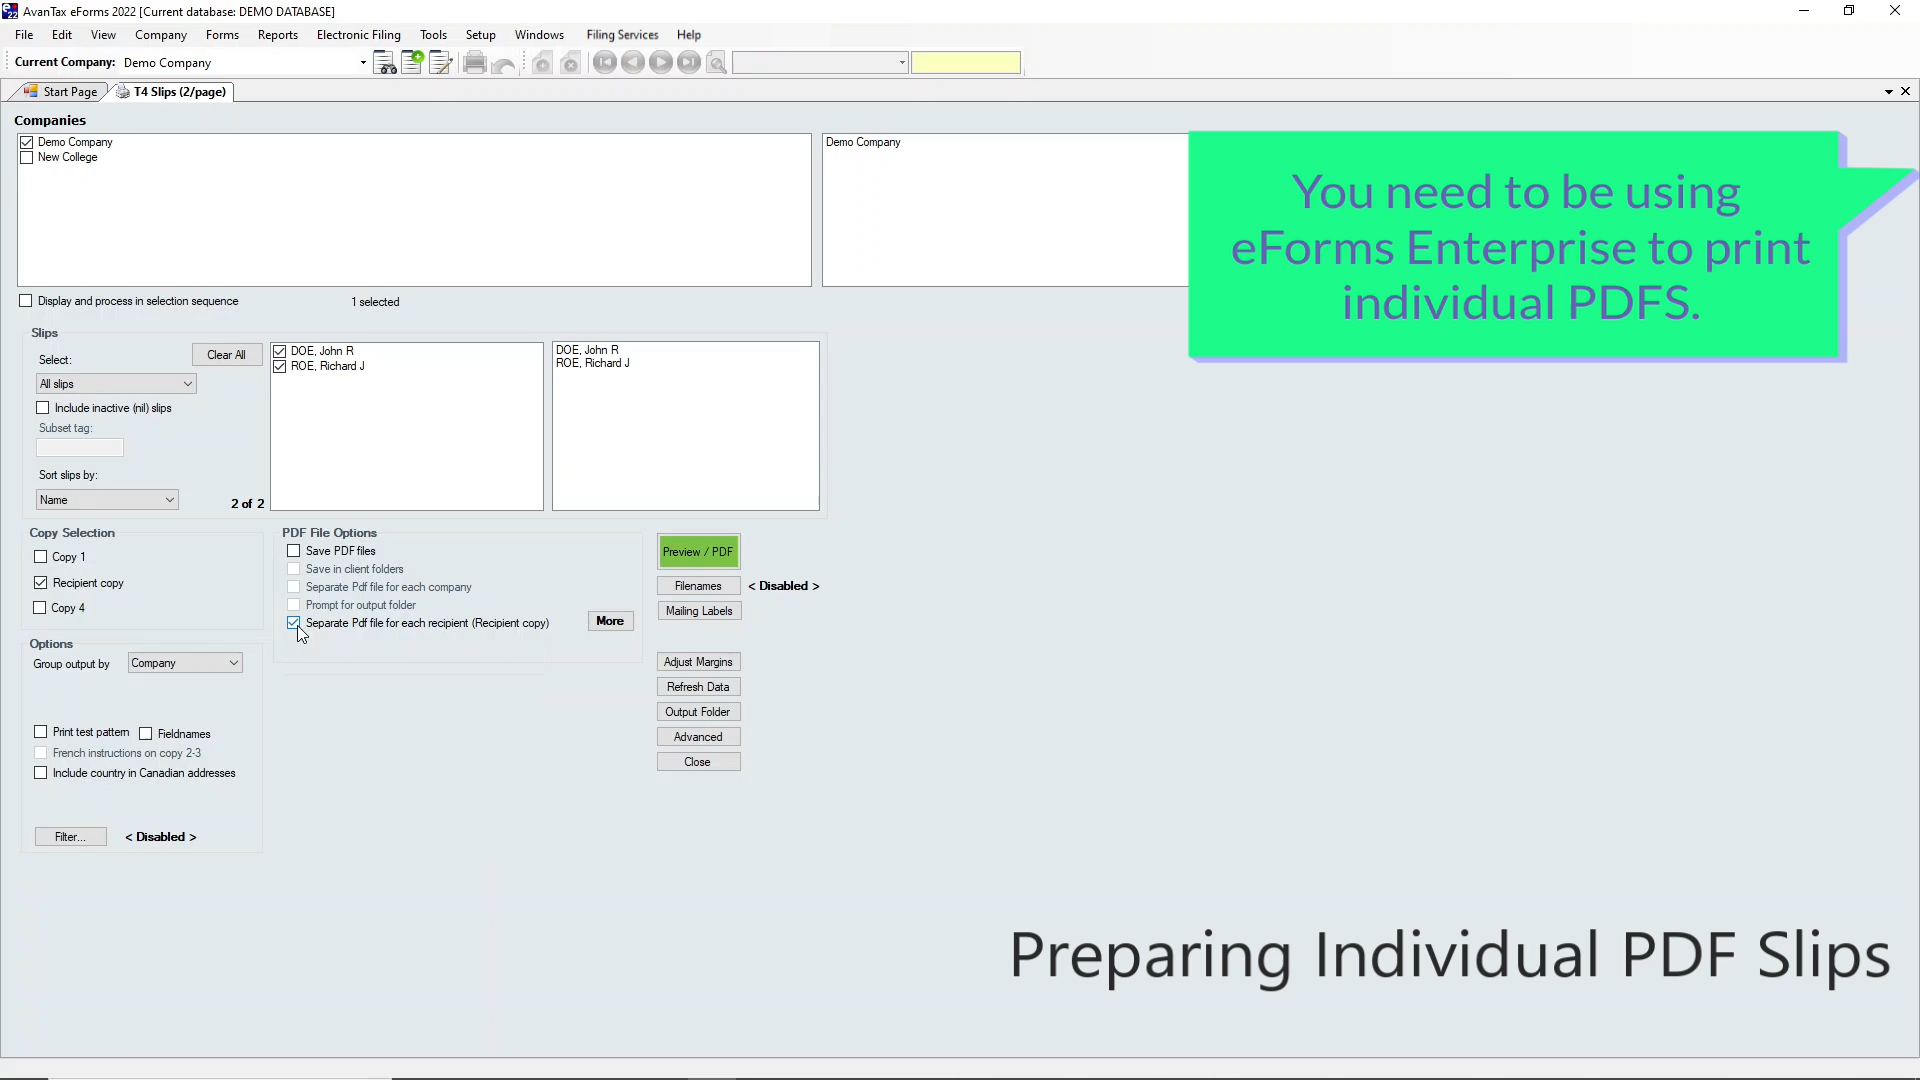 AvanTax eForms 2022 [Current database: DEMO DATABASE]
File Edit View Company Forms Reports Electronic Filing Tools Setup Windows Filing Services Help
Current Company: Demo Company
Start Page T4 Slips (2/page)
Companies
Demo Company
New College
Demo Company
You need to be using
eForms Enterprise to print
individual PDFS.
Display and process in selection sequence 1 selected
Slips
Select: Clear All
All slips
Include inactive (nil) slips
Subset tag:
Sort slips by:
Name 2 of 2
DOE, John R
ROE, Richard J
DOE, John R
ROE, Richard J
Copy Selection
Copy 1
Recipient copy
Copy 4
PDF File Options
Save PDF files
Save in client folders
Separate Pdf file for each company
Prompt for output folder
Separate Pdf file for each recipient (Recipient copy) More
Preview / PDF
Filenames < Disabled >
Mailing Labels
Adjust Margins
Refresh Data
Output Folder
Advanced
Close
Options
Group output by Company
Print test pattern Fieldnames
French instructions on copy 2-3
Include country in Canadian addresses
Filter... < Disabled >
Preparing Individual PDF Slips